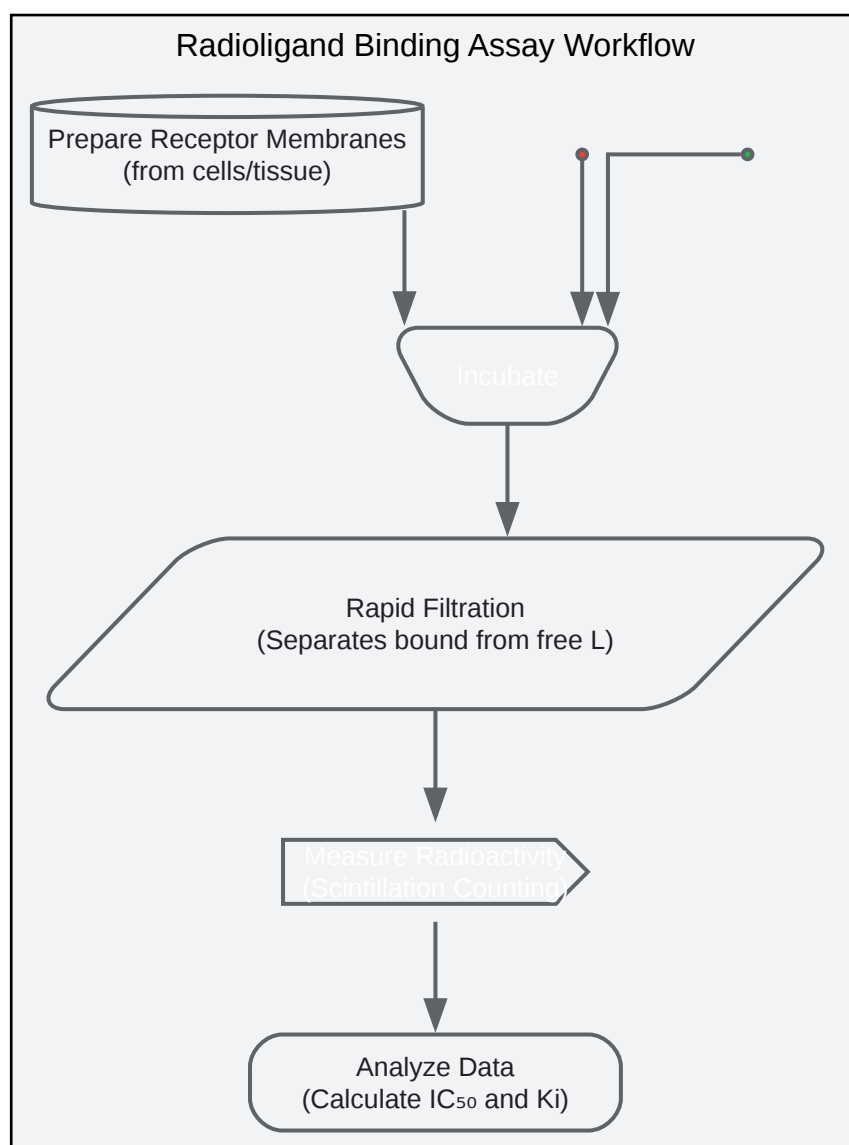 Radioligand Binding Assay Workflow
Prepare Receptor Membranes
(from cells/tissue)
Incubate
Rapid Filtration
(Separates bound from free L)
Measure Radioactivity
(Scintillation Counting)
Analyze Data
(Calculate IC₅₀ and Ki)